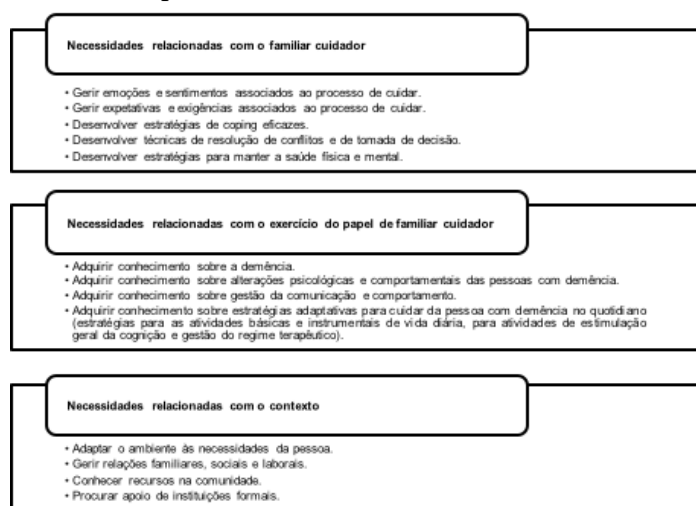 Necessidades relacionadas com o familiar cuidador
• Gerir emoções e sentimentos associados ao processo de cuidar.
• Gerir expetativas e exigências associados ao processo de cuidar.
• Desenvolver estratégias de coping eficazes.
• Desenvolver técnicas de resolução de conflitos e de tomada de decisão.
• Desenvolver estratégias para manter a saúde física e mental.
Necessidades relacionadas com o exercício do papel de familiar cuidador
• Adquirir conhecimento sobre a demência.
• Adquirir conhecimento sobre alterações psicológicas e comportamentais das pessoas com demência.
• Adquirir conhecimento sobre gestão da comunicação e comportamento.
• Adquirir conhecimento sobre estratégias adaptativas para cuidar da pessoa com demência no quotidiano
(estratégias para as atividades básicas e instrumentais de vida diária, para atividades de estimulação
geral da cognição e gestão do regime terapêutico).
Necessidades relacionadas com o contexto
• Adaptar o ambiente às necessidades da pessoa.
• Gerir relações familiares, sociais e laborais.
• Conhecer recursos na comunidade.
• Procurar apoio de instituições formais.